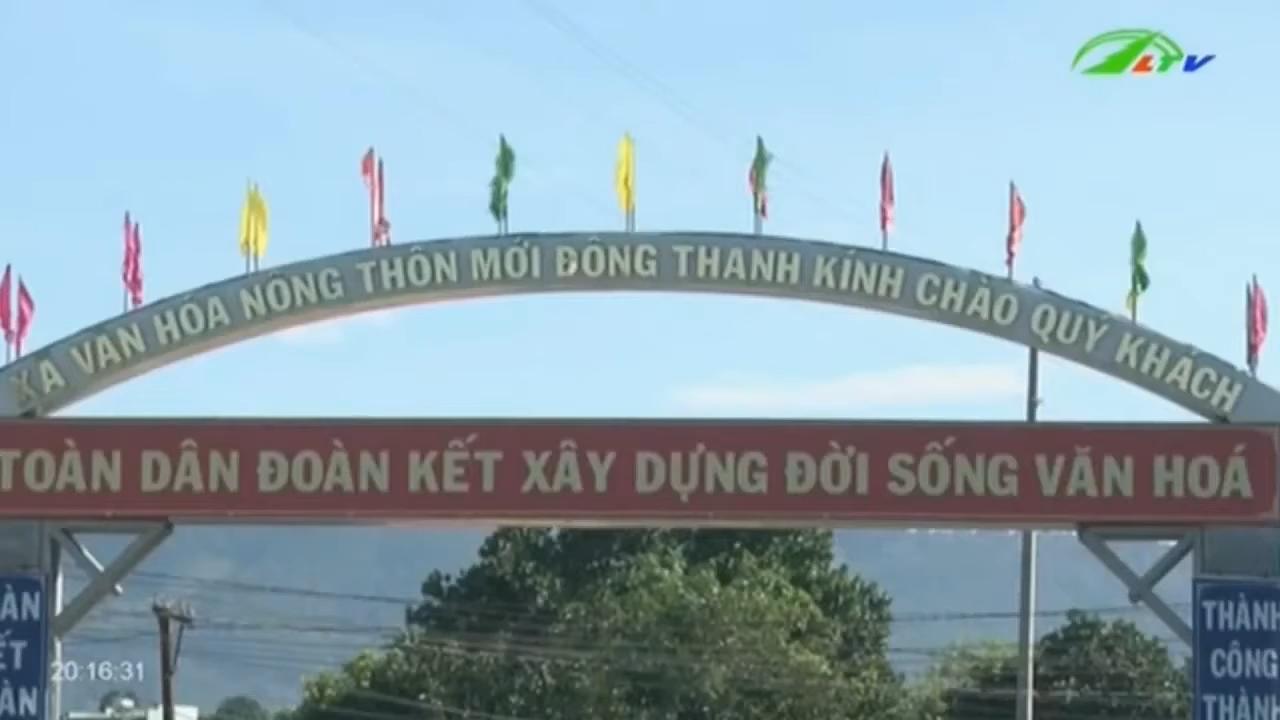 LTV
XÃ VĂN HÓA NÔNG THÔN MỚI ĐÔNG THANH KÍNH CHÀO QUÝ KHÁCH
TOÀN DÂN ĐOÀN KẾT XÂY DỰNG ĐỜI SỐNG VĂN HOÁ
THÀNH
CÔNG
THÀNH
20:16:31